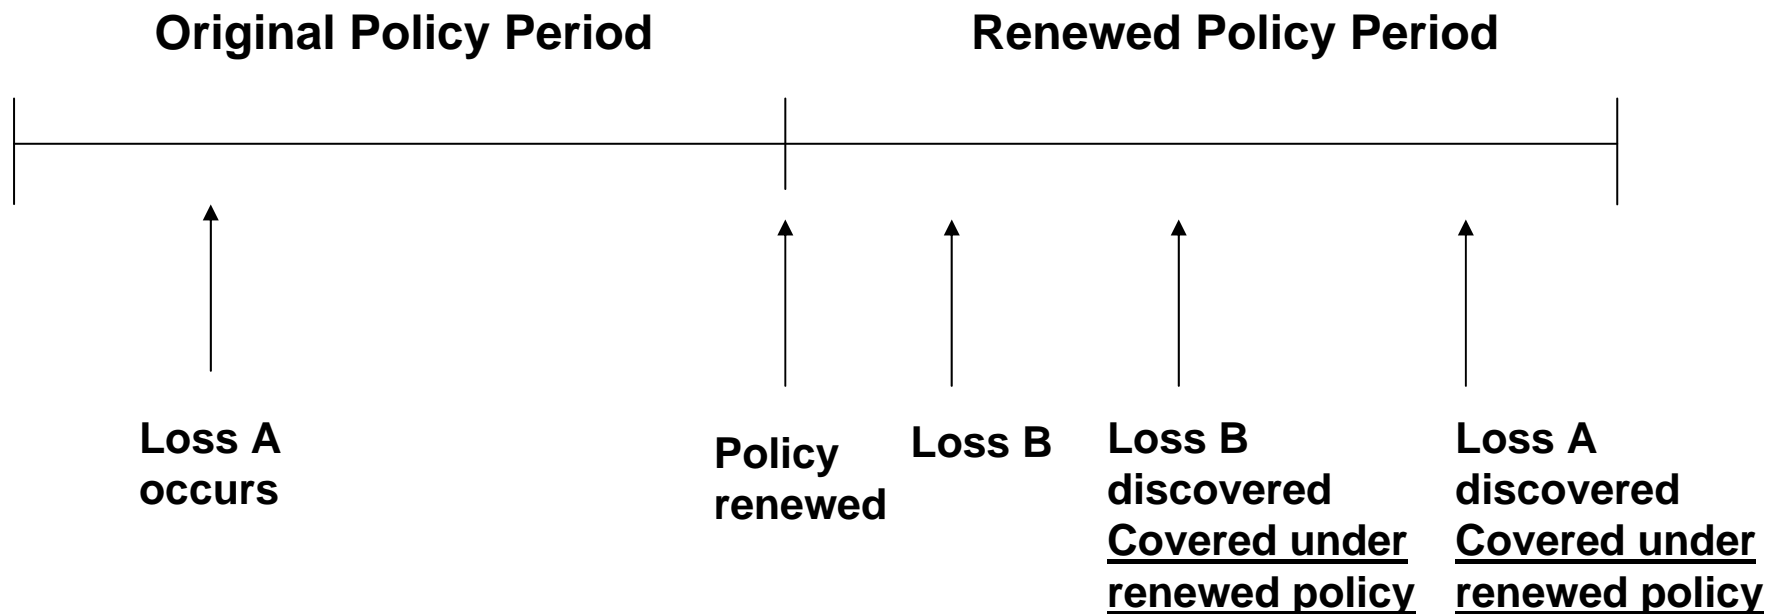 Original Policy Period
Renewed Policy Period
Loss A
occurs
Policy
renewed
Loss B
Loss B
discovered
Covered under
renewed policy
Loss A
discovered
Covered under
renewed policy